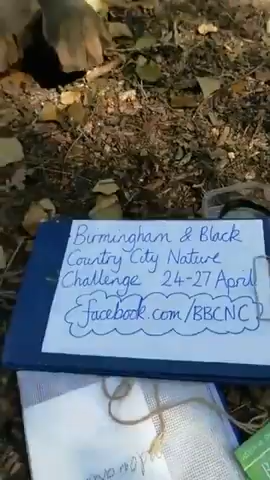 Birmingham & Black
Country City Nature
Challenge 24-27 April
facebook.com/BBCNC